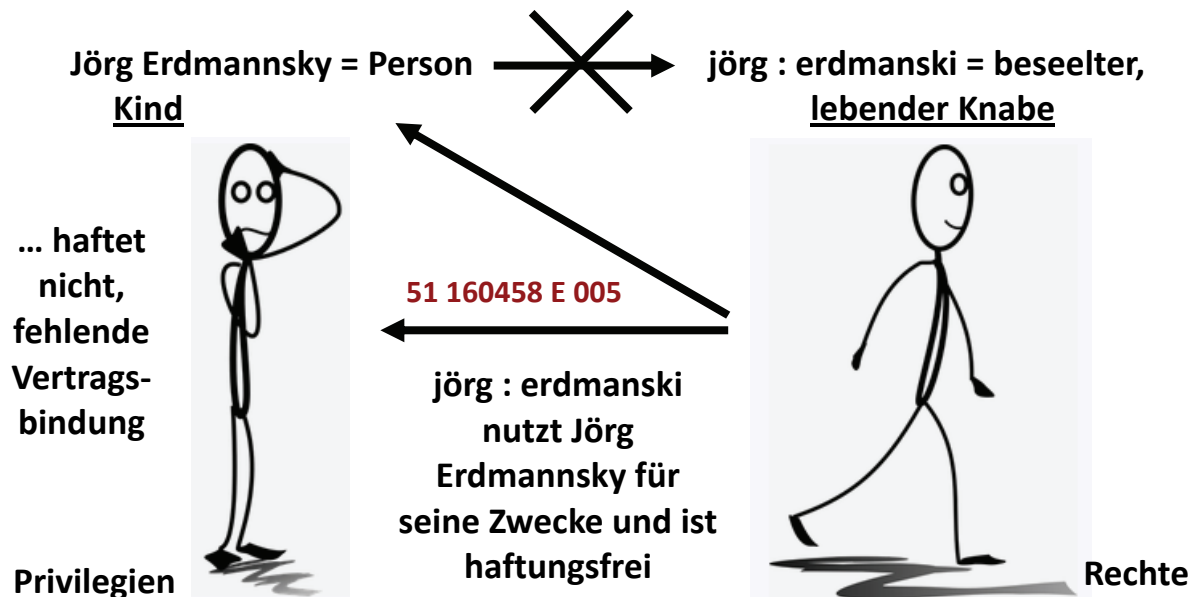 Jörg Erdmannsky = Person
Kind
jörg : erdmanski = beseelter,
lebender Knabe
… haftet
nicht,
fehlende
Vertrags-
bindung
51 160458 E 005
jörg : erdmanski
nutzt Jörg
Erdmannsky für
seine Zwecke und ist
haftungsfrei
Privilegien
Rechte